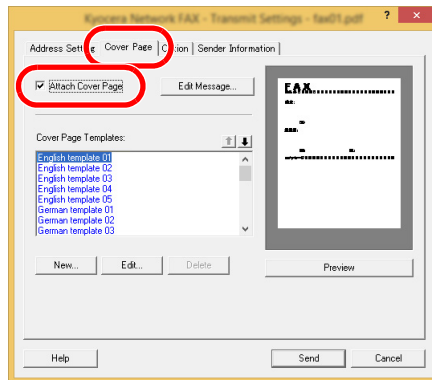 Kyocera Network FAX - Transmit Settings - fax01.pdf ?
Address Setting Cover Page Option Sender Information
Attach Cover Page Edit Message...
FAX
Cover Page Templates:
English template 01
English template 02
English template 03
English template 04
English template 05
German template 01
German template 02
German template 03
New... Edit... Delete Preview
Help Send Cancel